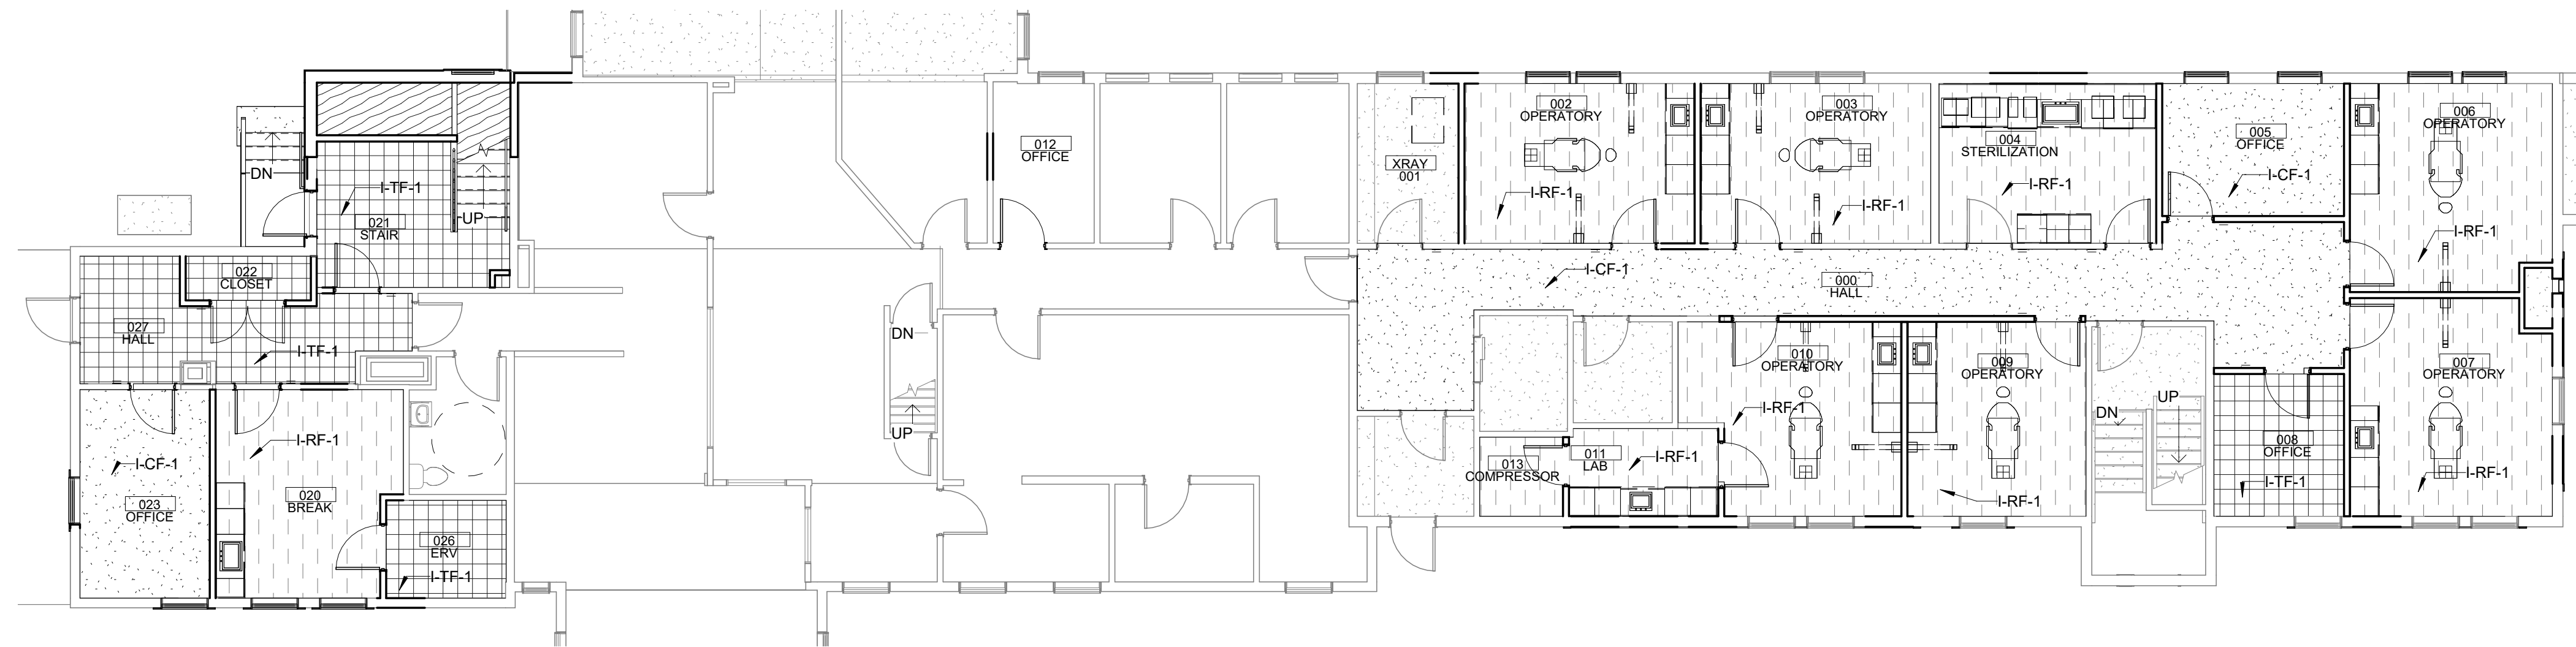 DN
I-TF-1
021
STAIR
UP
022
CLOSET
027
HALL
I-TF-1
I-CF-1
023
OFFICE
I-RF-1
020
BREAK
026
ERV
I-TF-1
012
OFFICE
DN
UP
XRAY
001
002
OPERATORY
I-RF-1
003
OPERATORY
I-RF-1
004
STERILIZATION
I-RF-1
005
OFFICE
I-CF-1
006
OPERATORY
I-RF-1
I-CF-1
000
HALL
013
COMPRESSOR
011
LAB
I-RF-1
010
OPERATORY
I-RF-1
009
OPERATORY
I-RF-1
DN
UP
008
OFFICE
I-TF-1
007
OPERATORY
I-RF-1